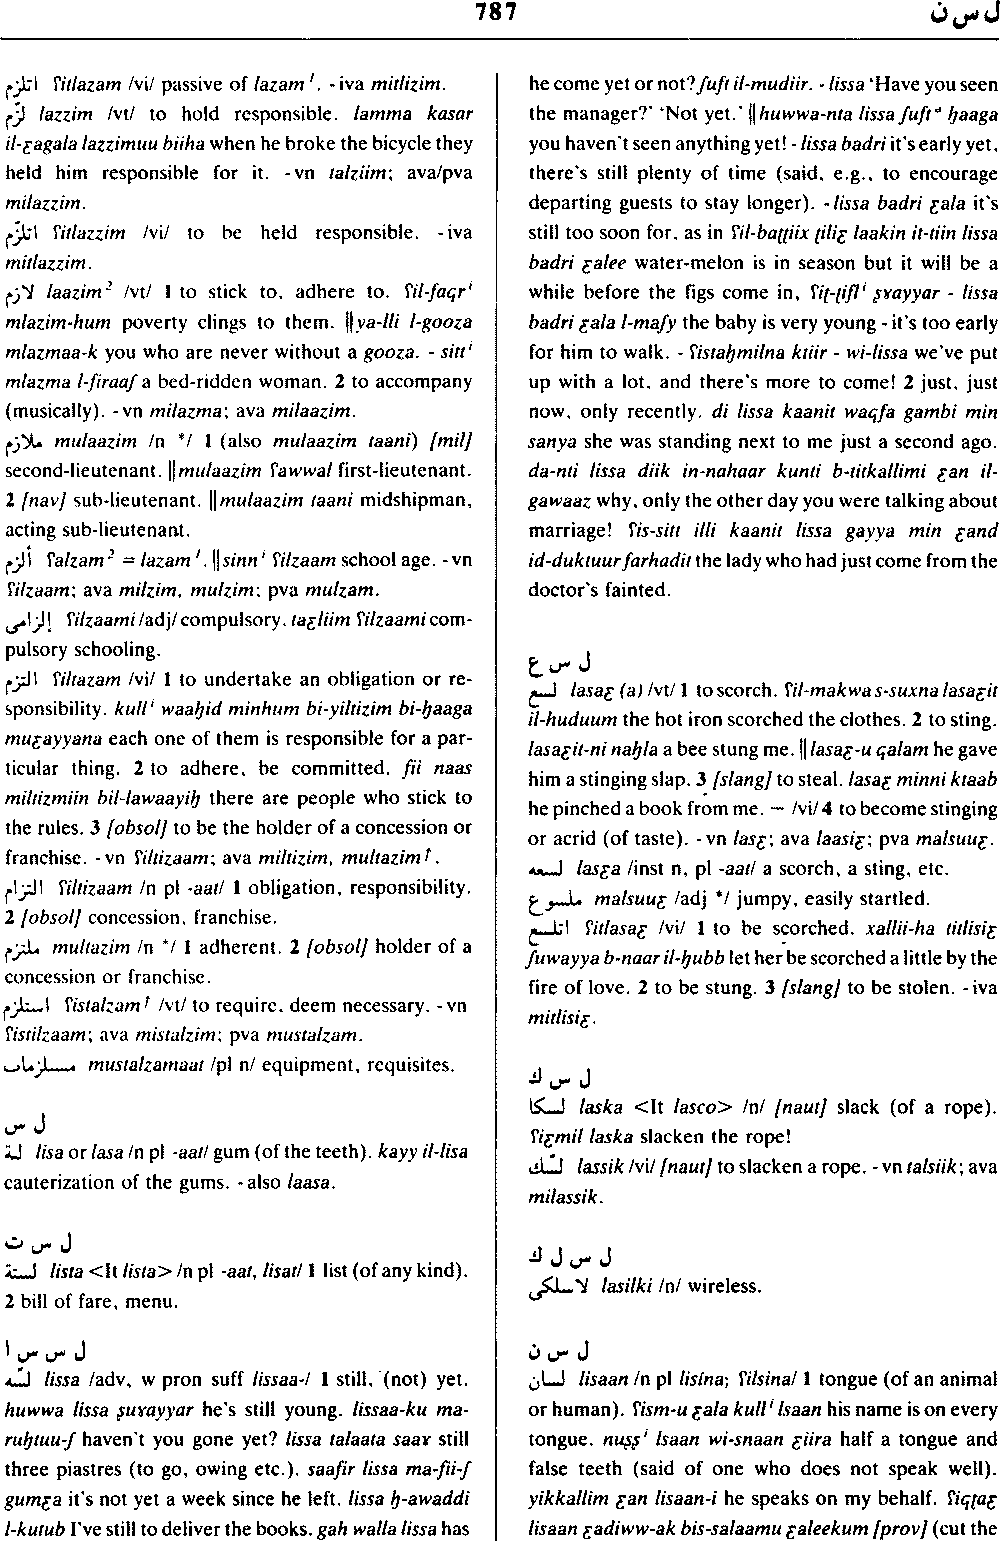 787
ل س ن
اتلزم ʕitlazam /vi/ passive of lazam¹. -iva mitlizim.
لزّم lazzim /vt/ to hold responsible. lamma kasar
il-ɛagala lazzimuu biiha when he broke the bicycle they
held him responsible for it. -vn talziim; ava/pva
milazzim.
اتلزّم ʕitlazzim /vi/ to be held responsible. -iva
mitlazzim.
لازم laazim² /vt/ 1 to stick to, adhere to. ʕil-faqrⁱ
mlazim-hum poverty clings to them. ‖ya-lli l-gooza
mlazmaa-k you who are never without a gooza. - sittⁱ
mlazma l-firaaʃ a bed-ridden woman. 2 to accompany
(musically). -vn milazma; ava milaazim.
ملازم mulaazim /n */ 1 (also mulaazim taani) [mil]
second-lieutenant. ‖mulaazim ʕawwal first-lieutenant.
2 [nav] sub-lieutenant. ‖mulaazim taani midshipman,
acting sub-lieutenant.
ألزم ʕalzam² = lazam¹. ‖sinnⁱ ʕilzaam school age. -vn
ʕilzaam; ava milzim, mulzim; pva mulzam.
إلزامى ʕilzaami /adj/ compulsory. taɛliim ʕilzaami com-
pulsory schooling.
التزم ʕiltazam /vi/ 1 to undertake an obligation or re-
sponsibility. kullⁱ waaḥid minhum bi-yiltizim bi-ḥaaga
muɛayyana each one of them is responsible for a par-
ticular thing. 2 to adhere, be committed. fii naas
miltizmiin bil-lawaayiḥ there are people who stick to
the rules. 3 [obsol] to be the holder of a concession or
franchise. -vn ʕiltizaam; ava miltizim, multazim↑.
التزام ʕiltizaam /n pl -aat/ 1 obligation, responsibility.
2 [obsol] concession, franchise.
ملتزم multazim /n */ 1 adherent. 2 [obsol] holder of a
concession or franchise.
استلزم ʕistalzam↑ /vt/ to require, deem necessary. -vn
ʕistilzaam; ava mistalzim; pva mustalzam.
مستلزمات mustalzamaat /pl n/ equipment, requisites.
ل س
لسة lisa or lasa /n pl -aat/ gum (of the teeth). kayy il-lisa
cauterization of the gums. -also laasa.
ل س ت
لستة lista <It lista> /n pl -aat, lisat/ 1 list (of any kind).
2 bill of fare, menu.
ل س س ا
لسّه lissa /adv, w pron suff lissaa-/ 1 still, (not) yet.
huwwa lissa ṣuɣayyar he's still young. lissaa-ku ma-
ruḥtuu-ʃ haven't you gone yet? lissa talaata saaɣ still
three piastres (to go, owing etc.). saafir lissa ma-fii-ʃ
gumɛa it's not yet a week since he left. lissa ḥ-awaddi
l-kutub I've still to deliver the books. gah walla lissa has
he come yet or not? ʃuft il-mudiir. - lissa 'Have you seen
the manager?' 'Not yet.' ‖huwwa-nta lissa ʃuftᵃ ḥaaga
you haven't seen anything yet! - lissa badri it's early yet,
there's still plenty of time (said, e.g., to encourage
departing guests to stay longer). -lissa badri ɛala it's
still too soon for, as in ʕil-baṭṭiix ṭiliɛ laakin it-tiin lissa
badri ɛalee water-melon is in season but it will be a
while before the figs come in, ʕiṭ-ṭiflⁱ ṣɣayyar - lissa
badri ɛala l-maʃy the baby is very young - it's too early
for him to walk. - ʕistaḥmilna ktiir - wi-lissa we've put
up with a lot, and there's more to come! 2 just, just
now, only recently. di lissa kaanit waqfa gambi min
sanya she was standing next to me just a second ago.
da-nti lissa diik in-nahaar kunti b-titkallimi ɛan il-
gawaaz why, only the other day you were talking about
marriage! ʕis-sitt illi kaanit lissa gayya min ɛand
id-duktuur farhadit the lady who had just come from the
doctor's fainted.
ل س ع
لسع lasaɛ (a) /vt/ 1 to scorch. ʕil-makwa s-suxna lasaɛit
il-huduum the hot iron scorched the clothes. 2 to sting.
lasaɛit-ni naḥla a bee stung me. ‖lasaɛ-u qalam he gave
him a stinging slap. 3 [slang] to steal. lasaɛ minni ktaab
he pinched a book from me. — /vi/ 4 to become stinging
or acrid (of taste). -vn lasɛ; ava laasiɛ; pva malsuuɛ.
لسعه lasɛa /inst n, pl -aat/ a scorch, a sting, etc.
ملسوع malsuuɛ /adj */ jumpy, easily startled.
اتلسع ʕitlasaɛ /vi/ 1 to be scorched. xallii-ha titlisiɛ
ʃuwayya b-naar il-ḥubb let her be scorched a little by the
fire of love. 2 to be stung. 3 [slang] to be stolen. -iva
mitlisiɛ.
ل س ك
لسكا laska <It lasco> /n/ [naut] slack (of a rope).
ʕiɛmil laska slacken the rope!
لسّك lassik /vi/ [naut] to slacken a rope. -vn talsiik; ava
milassik.
ل س ل ك
لاسلكى lasilki /n/ wireless.
ل س ن
لسان lisaan /n pl lisina; ʕilsina/ 1 tongue (of an animal
or human). ʕism-u ɛala kullⁱ lsaan his name is on every
tongue. nuṣṣⁱ lsaan wi-snaan ɛiira half a tongue and
false teeth (said of one who does not speak well).
yikkallim ɛan lisaan-i he speaks on my behalf. ʕiqṭaɛ
lisaan ɛadiww-ak bis-salaamu ɛaleekum [prov] (cut the